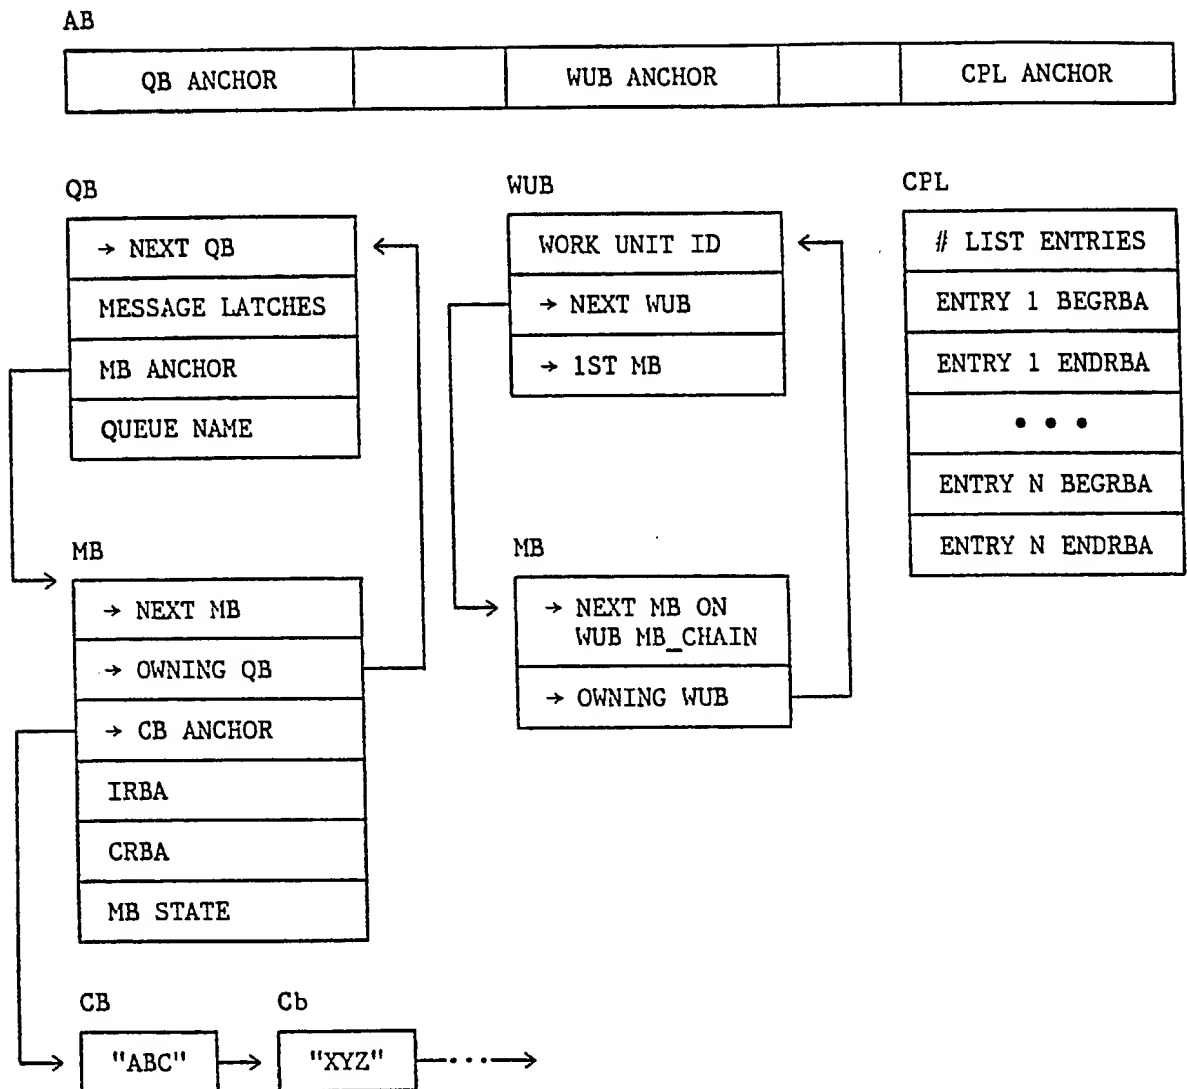 AB
QB ANCHOR
WUB ANCHOR
CPL ANCHOR
QB
→ NEXT QB
MESSAGE LATCHES
MB ANCHOR
QUEUE NAME
MB
→ NEXT MB
→ OWNING QB
→ CB ANCHOR
IRBA
CRBA
MB STATE
CB
"ABC"
Cb
"XYZ"
WUB
WORK UNIT ID
→ NEXT WUB
→ 1ST MB
MB
→ NEXT MB ON
WUB MB_CHAIN
→ OWNING WUB
CPL
# LIST ENTRIES
ENTRY 1 BEGRBA
ENTRY 1 ENDRBA
• • •
ENTRY N BEGRBA
ENTRY N ENDRBA